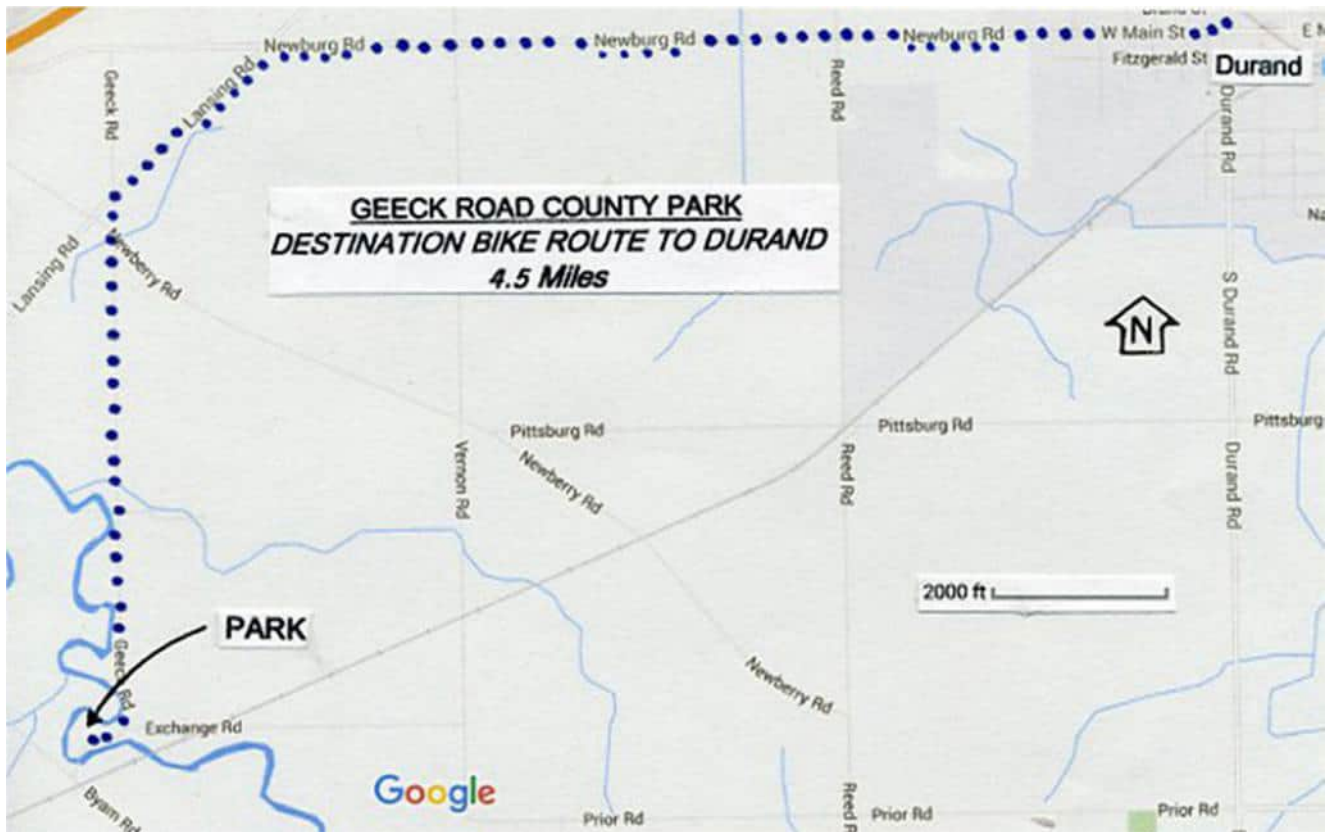 Newburg Rd
Newburg Rd
Newburg Rd
W Main St
Fitzgerald St
Durand
Geeck Rd
Lansing Rd
Reed Rd
Durand Rd
GEECK ROAD COUNTY PARK
DESTINATION BIKE ROUTE TO DURAND
4.5 Miles
Lansing Rd
Newberry Rd
N
S Durand Rd
Pittsburg Rd
Pittsburg Rd
Pittsburg
Vernon Rd
Newberry Rd
Reed Rd
Durand Rd
2000 ft
PARK
Geeck Rd
Exchange Rd
Newberry Rd
Google
Byam Rd
Prior Rd
Reed R
Prior Rd
Prior Rd